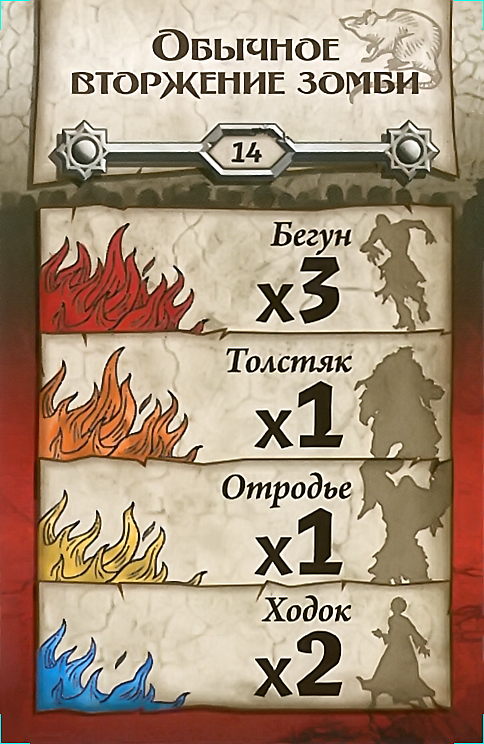 Обычное
вторжение зомби
14
Бегун
x3
Толстяк
x1
Отродье
x1
Ходок
x2